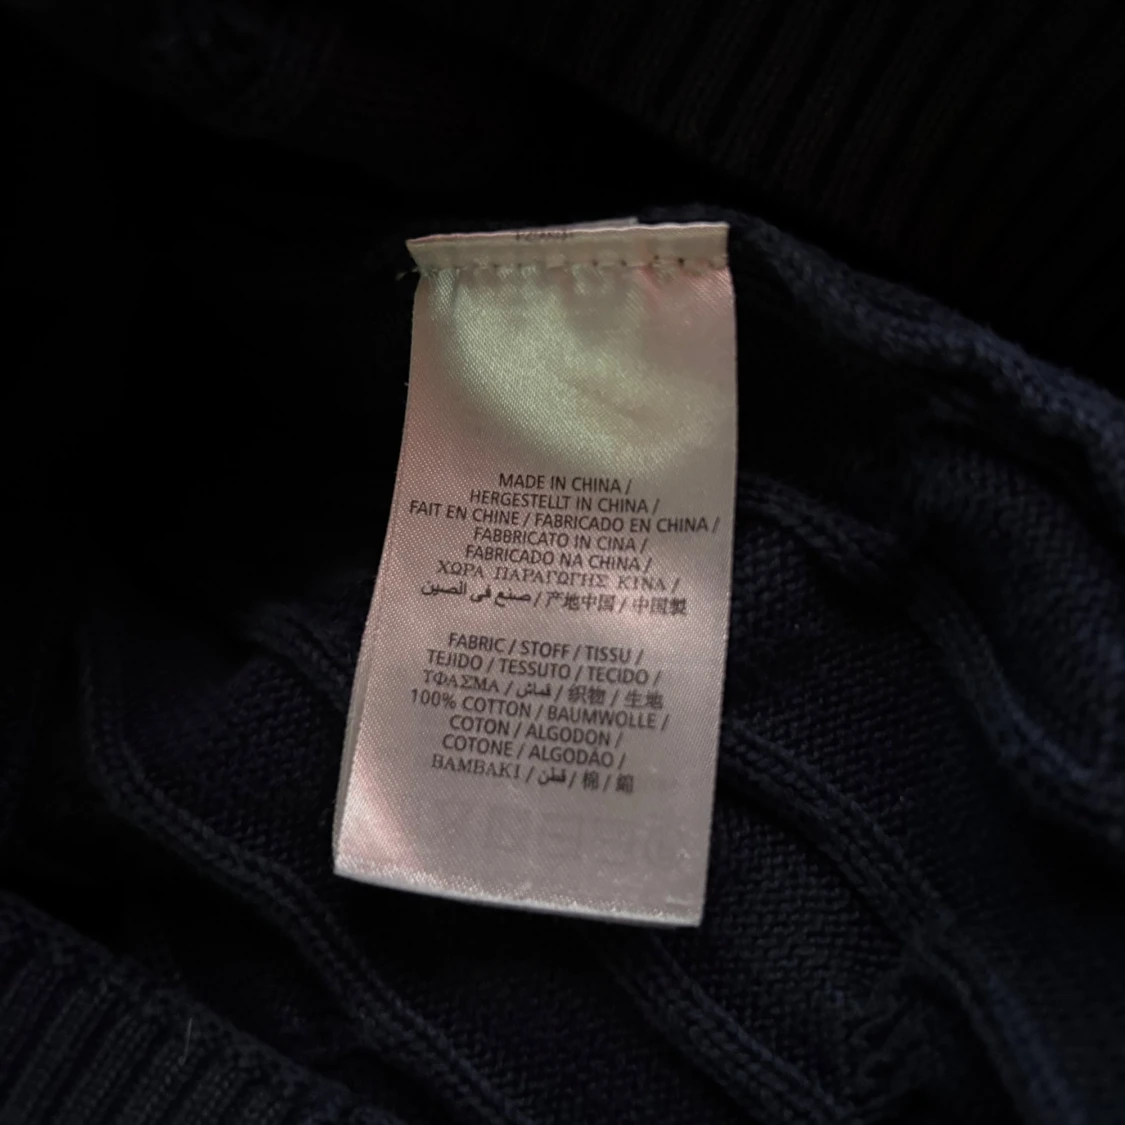 MADE IN CHINA /
HERGESTELLT IN CHINA /
FAIT EN CHINE / FABRICADO EN CHINA /
FABBRICATO IN CINA /
FABRICADO NA CHINA /
ΧΩΡΑ ΠΑΡΑΓΩΓΗΣ ΚΙΝΑ /
صنع في الصين / 产地中国 / 中国製
FABRIC / STOFF / TISSU /
TEJIDO / TESSUTO / TECIDO /
ΥΦΑΣΜΑ / قماش / 织物 / 生地
100% COTTON / BAUMWOLLE /
COTON / ALGODON /
COTONE / ALGODÃO /
ΒΑΜΒΑΚΙ / قطن / 棉 / 綿